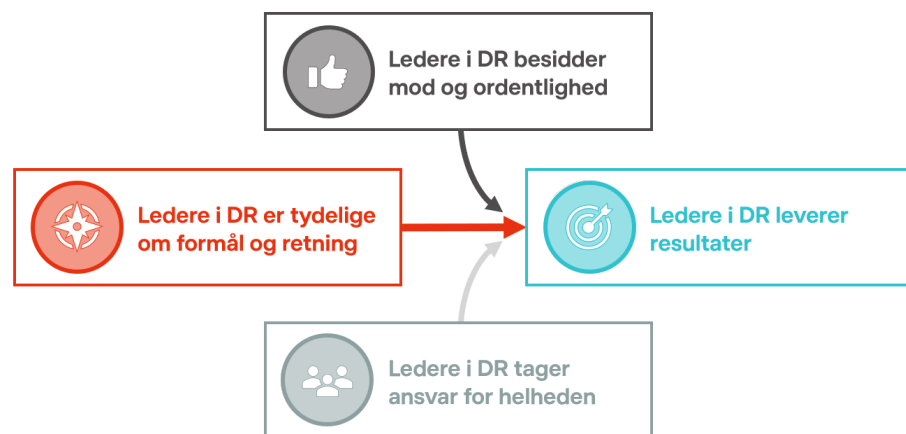 Ledere i DR besidder
mod og ordentlighed
Ledere i DR er tydelige
om formål og retning
Ledere i DR leverer
resultater
Ledere i DR tager
ansvar for helheden